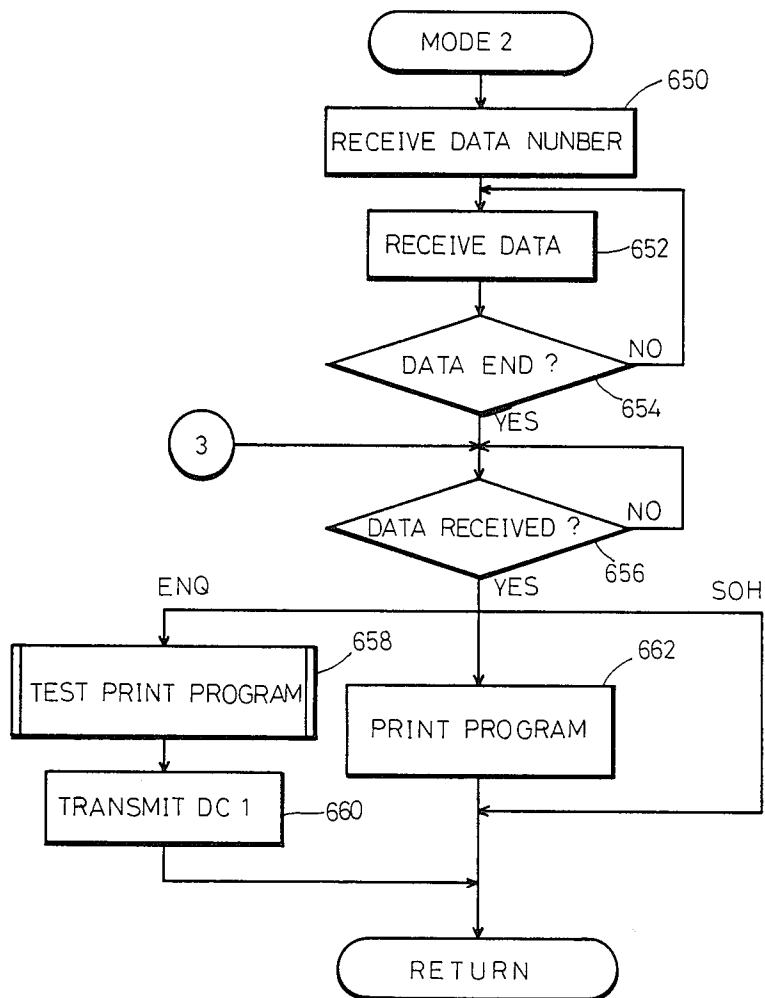 MODE 2
650
RECEIVE DATA NUNBER
RECEIVE DATA
652
DATA END ?
NO
654
YES
3
DATA RECEIVED ?
NO
656
YES
ENQ
SOH
658
662
TEST PRINT PROGRAM
PRINT PROGRAM
TRANSMIT DC 1
660
RETURN